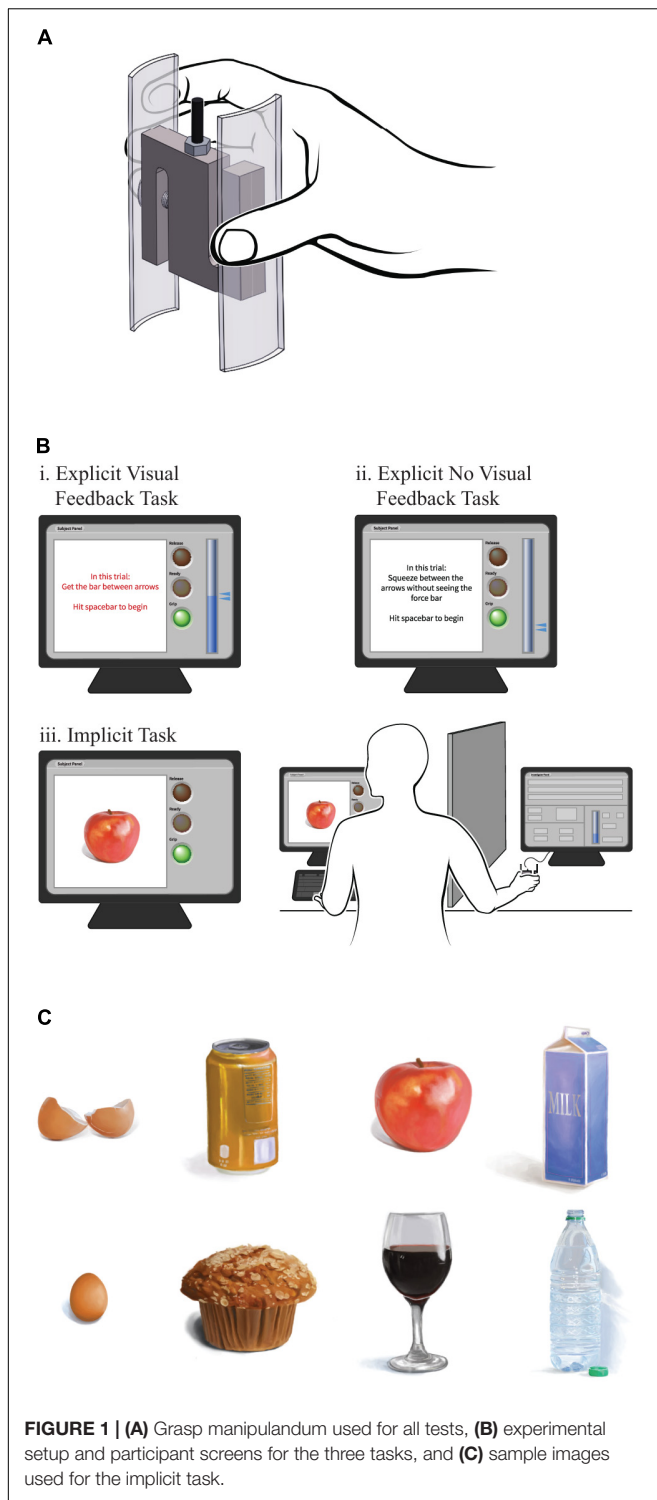 A
B
i. Explicit Visual
Feedback Task
ii. Explicit No Visual
Feedback Task
Subject Panel
Release
In this trial:
Get the bar between arrows
Ready
Hit spacebar to begin
Grip
Subject Panel
Release
In this trial:
Squeeze between the
arrows without seeing the
force bar
Ready
Hit spacebar to begin
Grip
iii. Implicit Task
Subject Panel
Release
Ready
Grip
C
MILK
FIGURE 1 | (A) Grasp manipulandum used for all tests, (B) experimental
setup and participant screens for the three tasks, and (C) sample images
used for the implicit task.